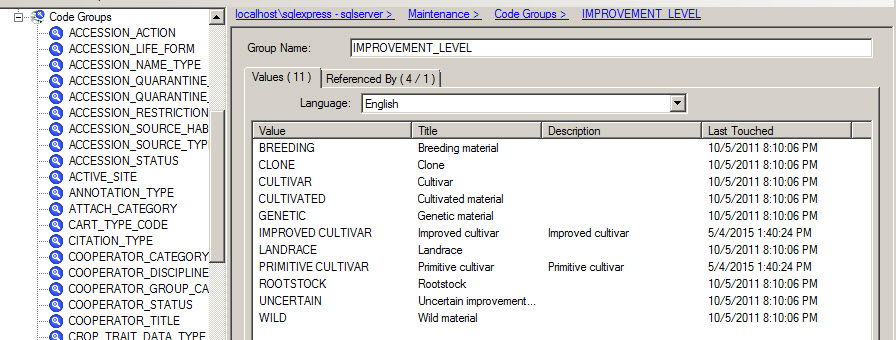 Code Groups
ACCESSION_ACTION
ACCESSION_LIFE_FORM
ACCESSION_NAME_TYPE
ACCESSION_QUARANTINE_
ACCESSION_QUARANTINE_
ACCESSION_RESTRICTION
ACCESSION_SOURCE_HAB
ACCESSION_SOURCE_TYP
ACCESSION_STATUS
ACTIVE_SITE
ANNOTATION_TYPE
ATTACH_CATEGORY
CART_TYPE_CODE
CITATION_TYPE
COOPERATOR_CATEGORY
COOPERATOR_DISCIPLINE
COOPERATOR_GROUP_CA
COOPERATOR_STATUS
COOPERATOR_TITLE
CROP_TRAIT_DATA_TYPE
localhost\sqlexpress - sqlserver > Maintenance > Code Groups > IMPROVEMENT_LEVEL
Group Name: IMPROVEMENT_LEVEL
Values ( 11 ) Referenced By ( 4 / 1 )
Language: English
Value Title Description Last Touched
BREEDING Breeding material 10/5/2011 8:10:06 PM
CLONE Clone 10/5/2011 8:10:06 PM
CULTIVAR Cultivar 10/5/2011 8:10:06 PM
CULTIVATED Cultivated material 10/5/2011 8:10:06 PM
GENETIC Genetic material 10/5/2011 8:10:06 PM
IMPROVED CULTIVAR Improved cultivar Improved cultivar 5/4/2015 1:40:24 PM
LANDRACE Landrace 10/5/2011 8:10:06 PM
PRIMITIVE CULTIVAR Primitive cultivar Primitive cultivar 5/4/2015 1:40:24 PM
ROOTSTOCK Rootstock 10/5/2011 8:10:06 PM
UNCERTAIN Uncertain improvement... 10/5/2011 8:10:06 PM
WILD Wild material 10/5/2011 8:10:06 PM